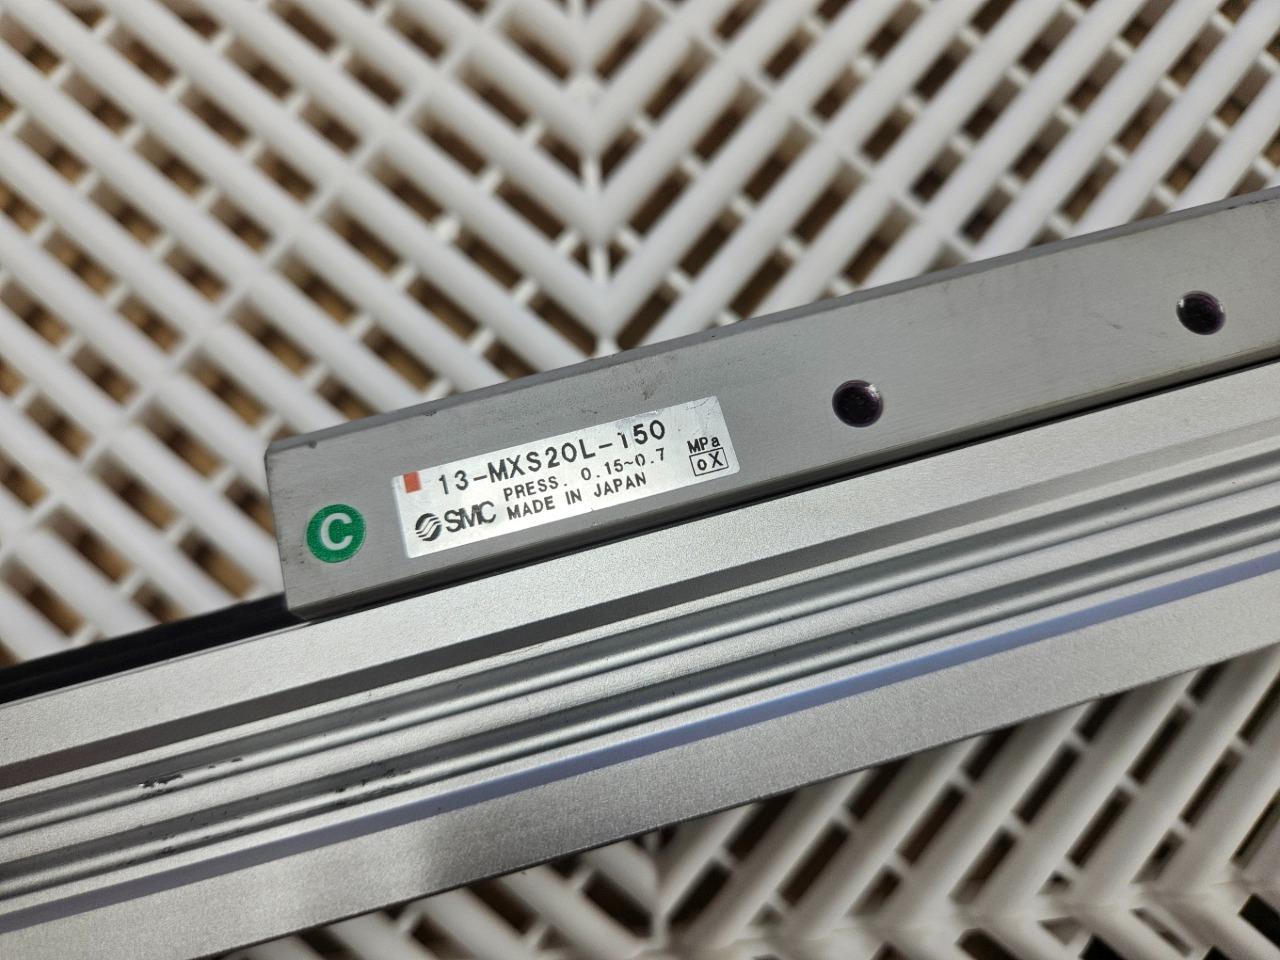 13-MXS20L-150
PRESS. 0.15~0.7 MPa
SMC MADE IN JAPAN oX
C